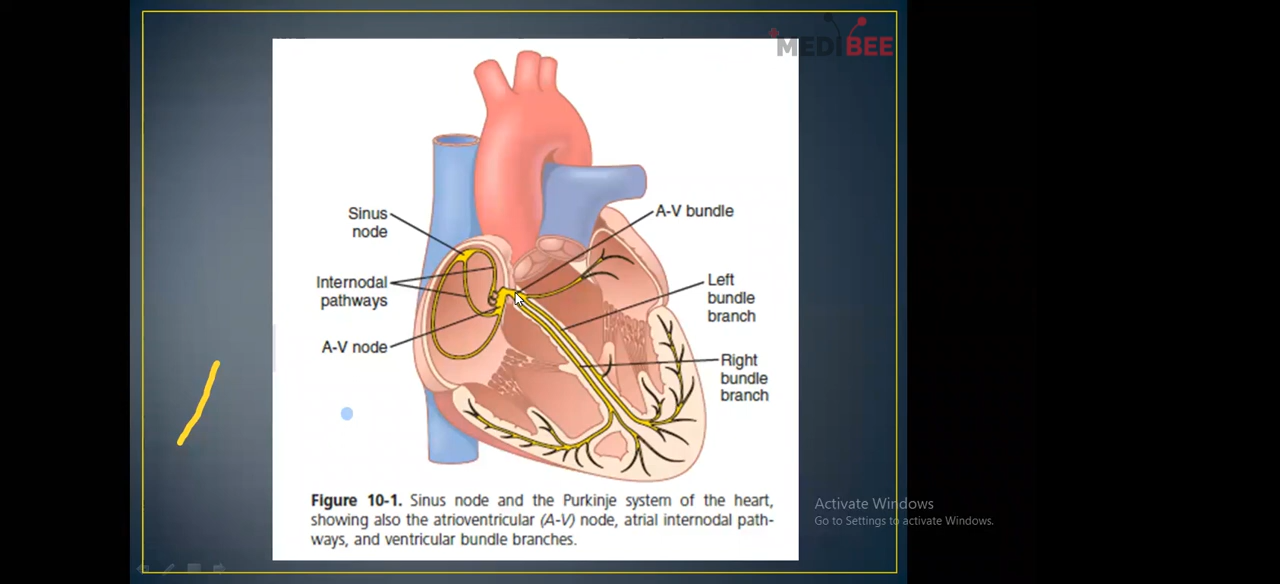 MEDIBEE
Sinus
node
A-V bundle
Internodal
pathways
Left
bundle
branch
A-V node
Right
bundle
branch
Figure 10-1. Sinus node and the Purkinje system of the heart,
showing also the atrioventricular (A-V) node, atrial internodal path-
ways, and ventricular bundle branches.
Activate Windows
Go to Settings to activate Windows.